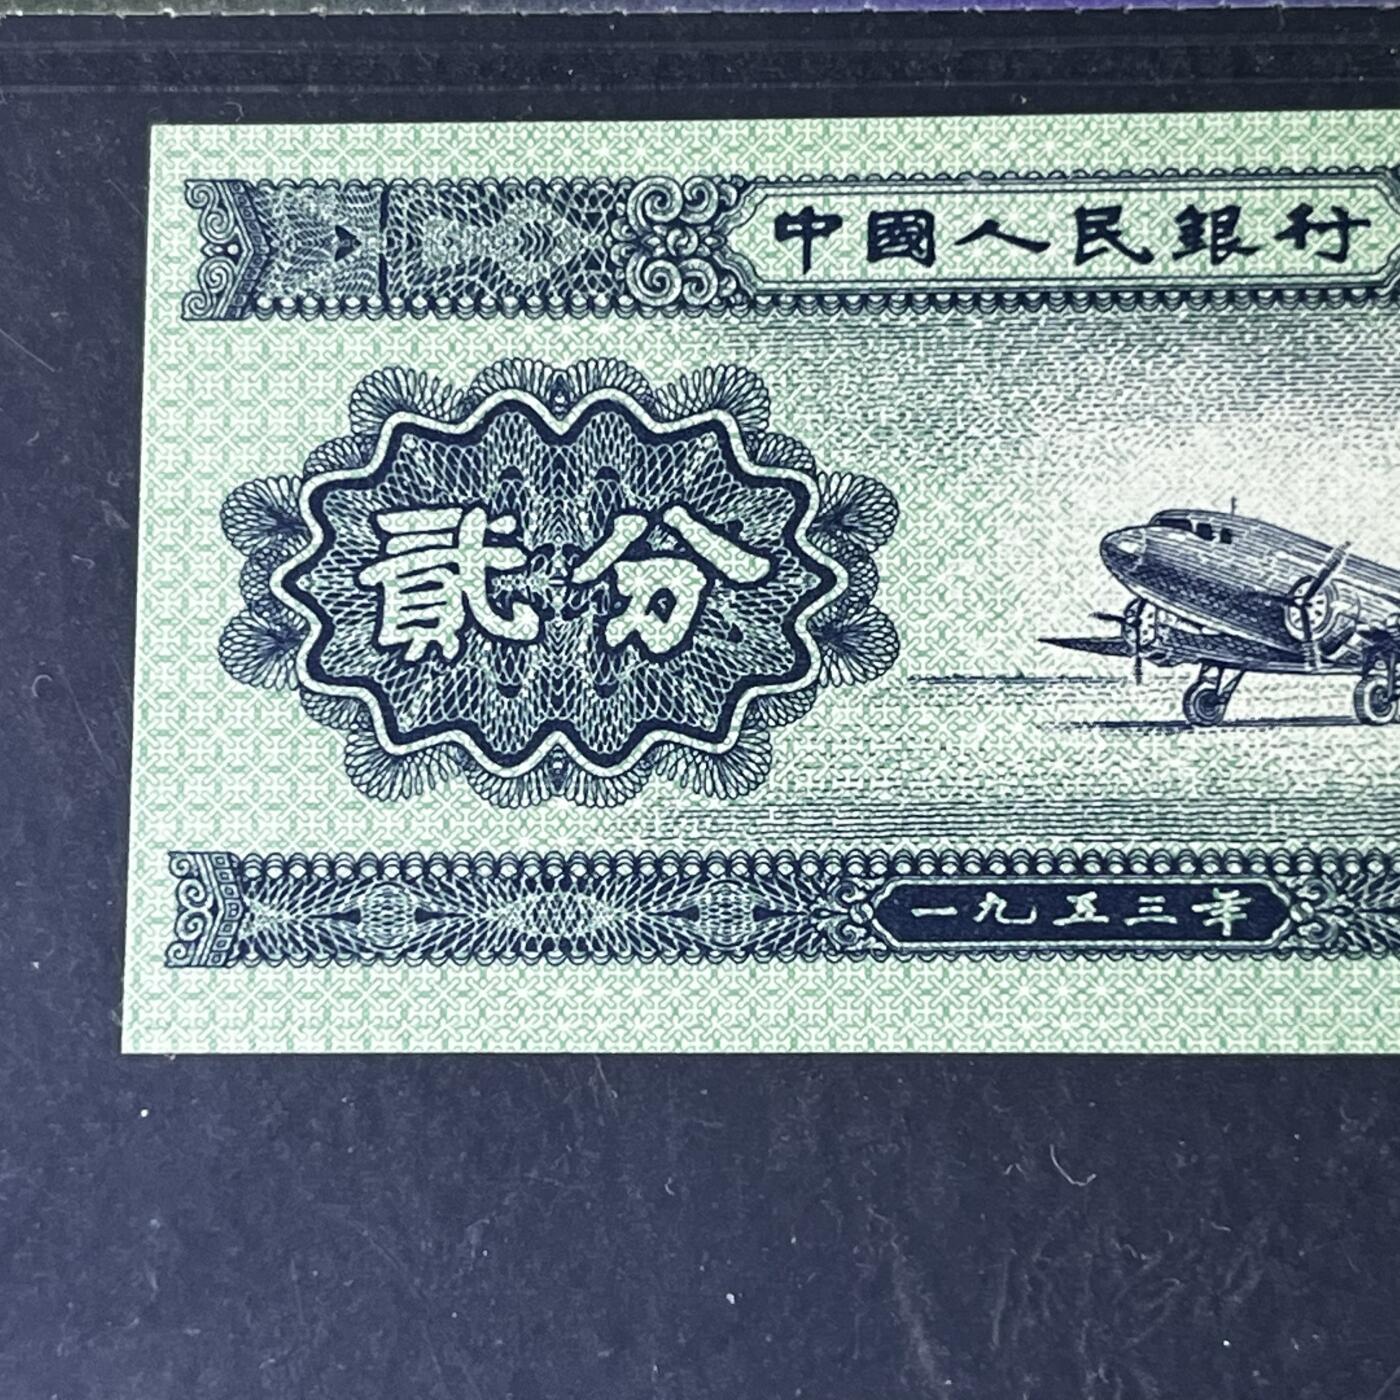 中國人民銀行
貳分
一九五三年